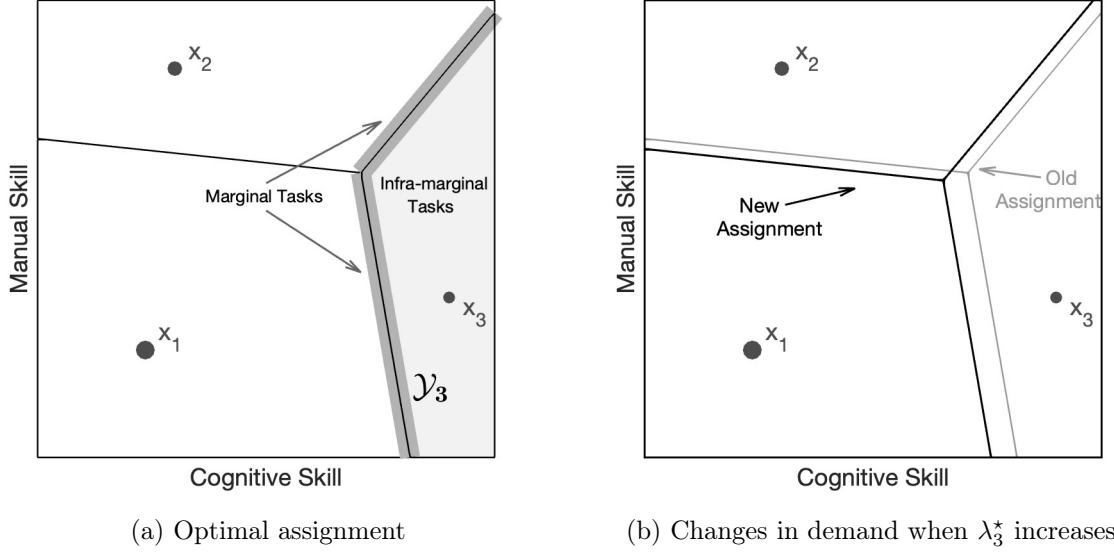 x2
Manual Skill
Marginal Tasks
Infra-marginal
Tasks
x3
x1
𝒴3
Cognitive Skill
(a) Optimal assignment
x2
Manual Skill
Old
Assignment
New
Assignment
x3
x1
Cognitive Skill
(b) Changes in demand when λ⋆3 increases